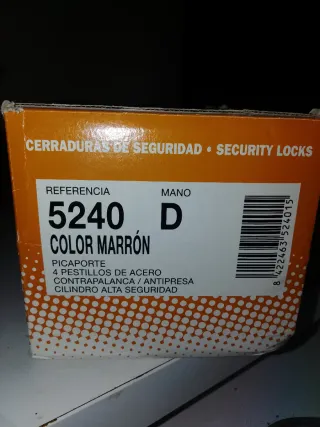 CERRADURAS DE SEGURIDAD • SECURITY LOCKS
REFERENCIA MANO
5240 D
COLOR MARRÓN
PICAPORTE
4 PESTILLOS DE ACERO
CONTRAPALANCA / ANTIPRESA
CILINDRO ALTA SEGURIDAD
8 422463 524015